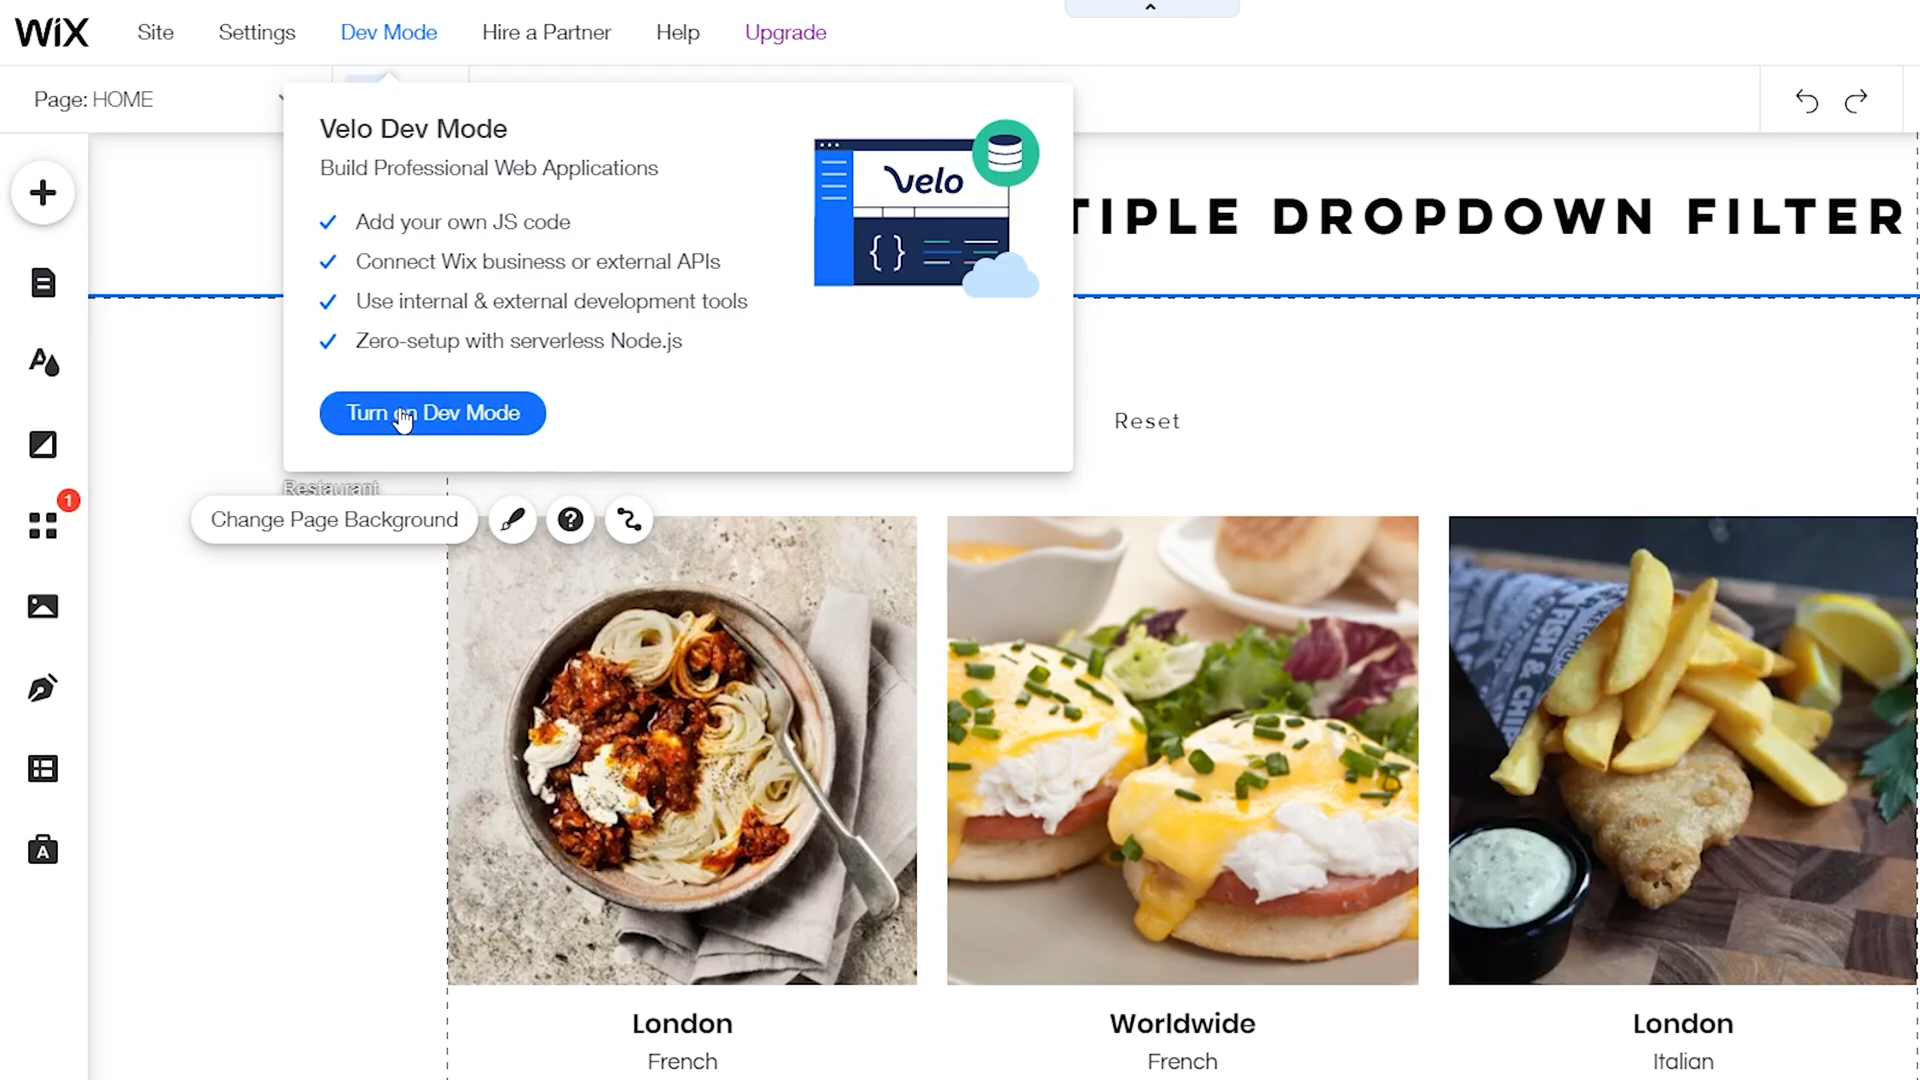 WiX Site Settings Dev Mode Hire a Partner Help Upgrade
Page: HOME
Velo Dev Mode
Build Professional Web Applications
Add your own JS code
Connect Wix business or external APIs
Use internal & external development tools
Zero-setup with serverless Node.js
velo
{ }
Turn on Dev Mode
TIPLE DROPDOWN FILTER
Reset
Restaurant
1
Change Page Background
?
A
A
FISH & CHIP
London
French
Worldwide
French
London
Italian